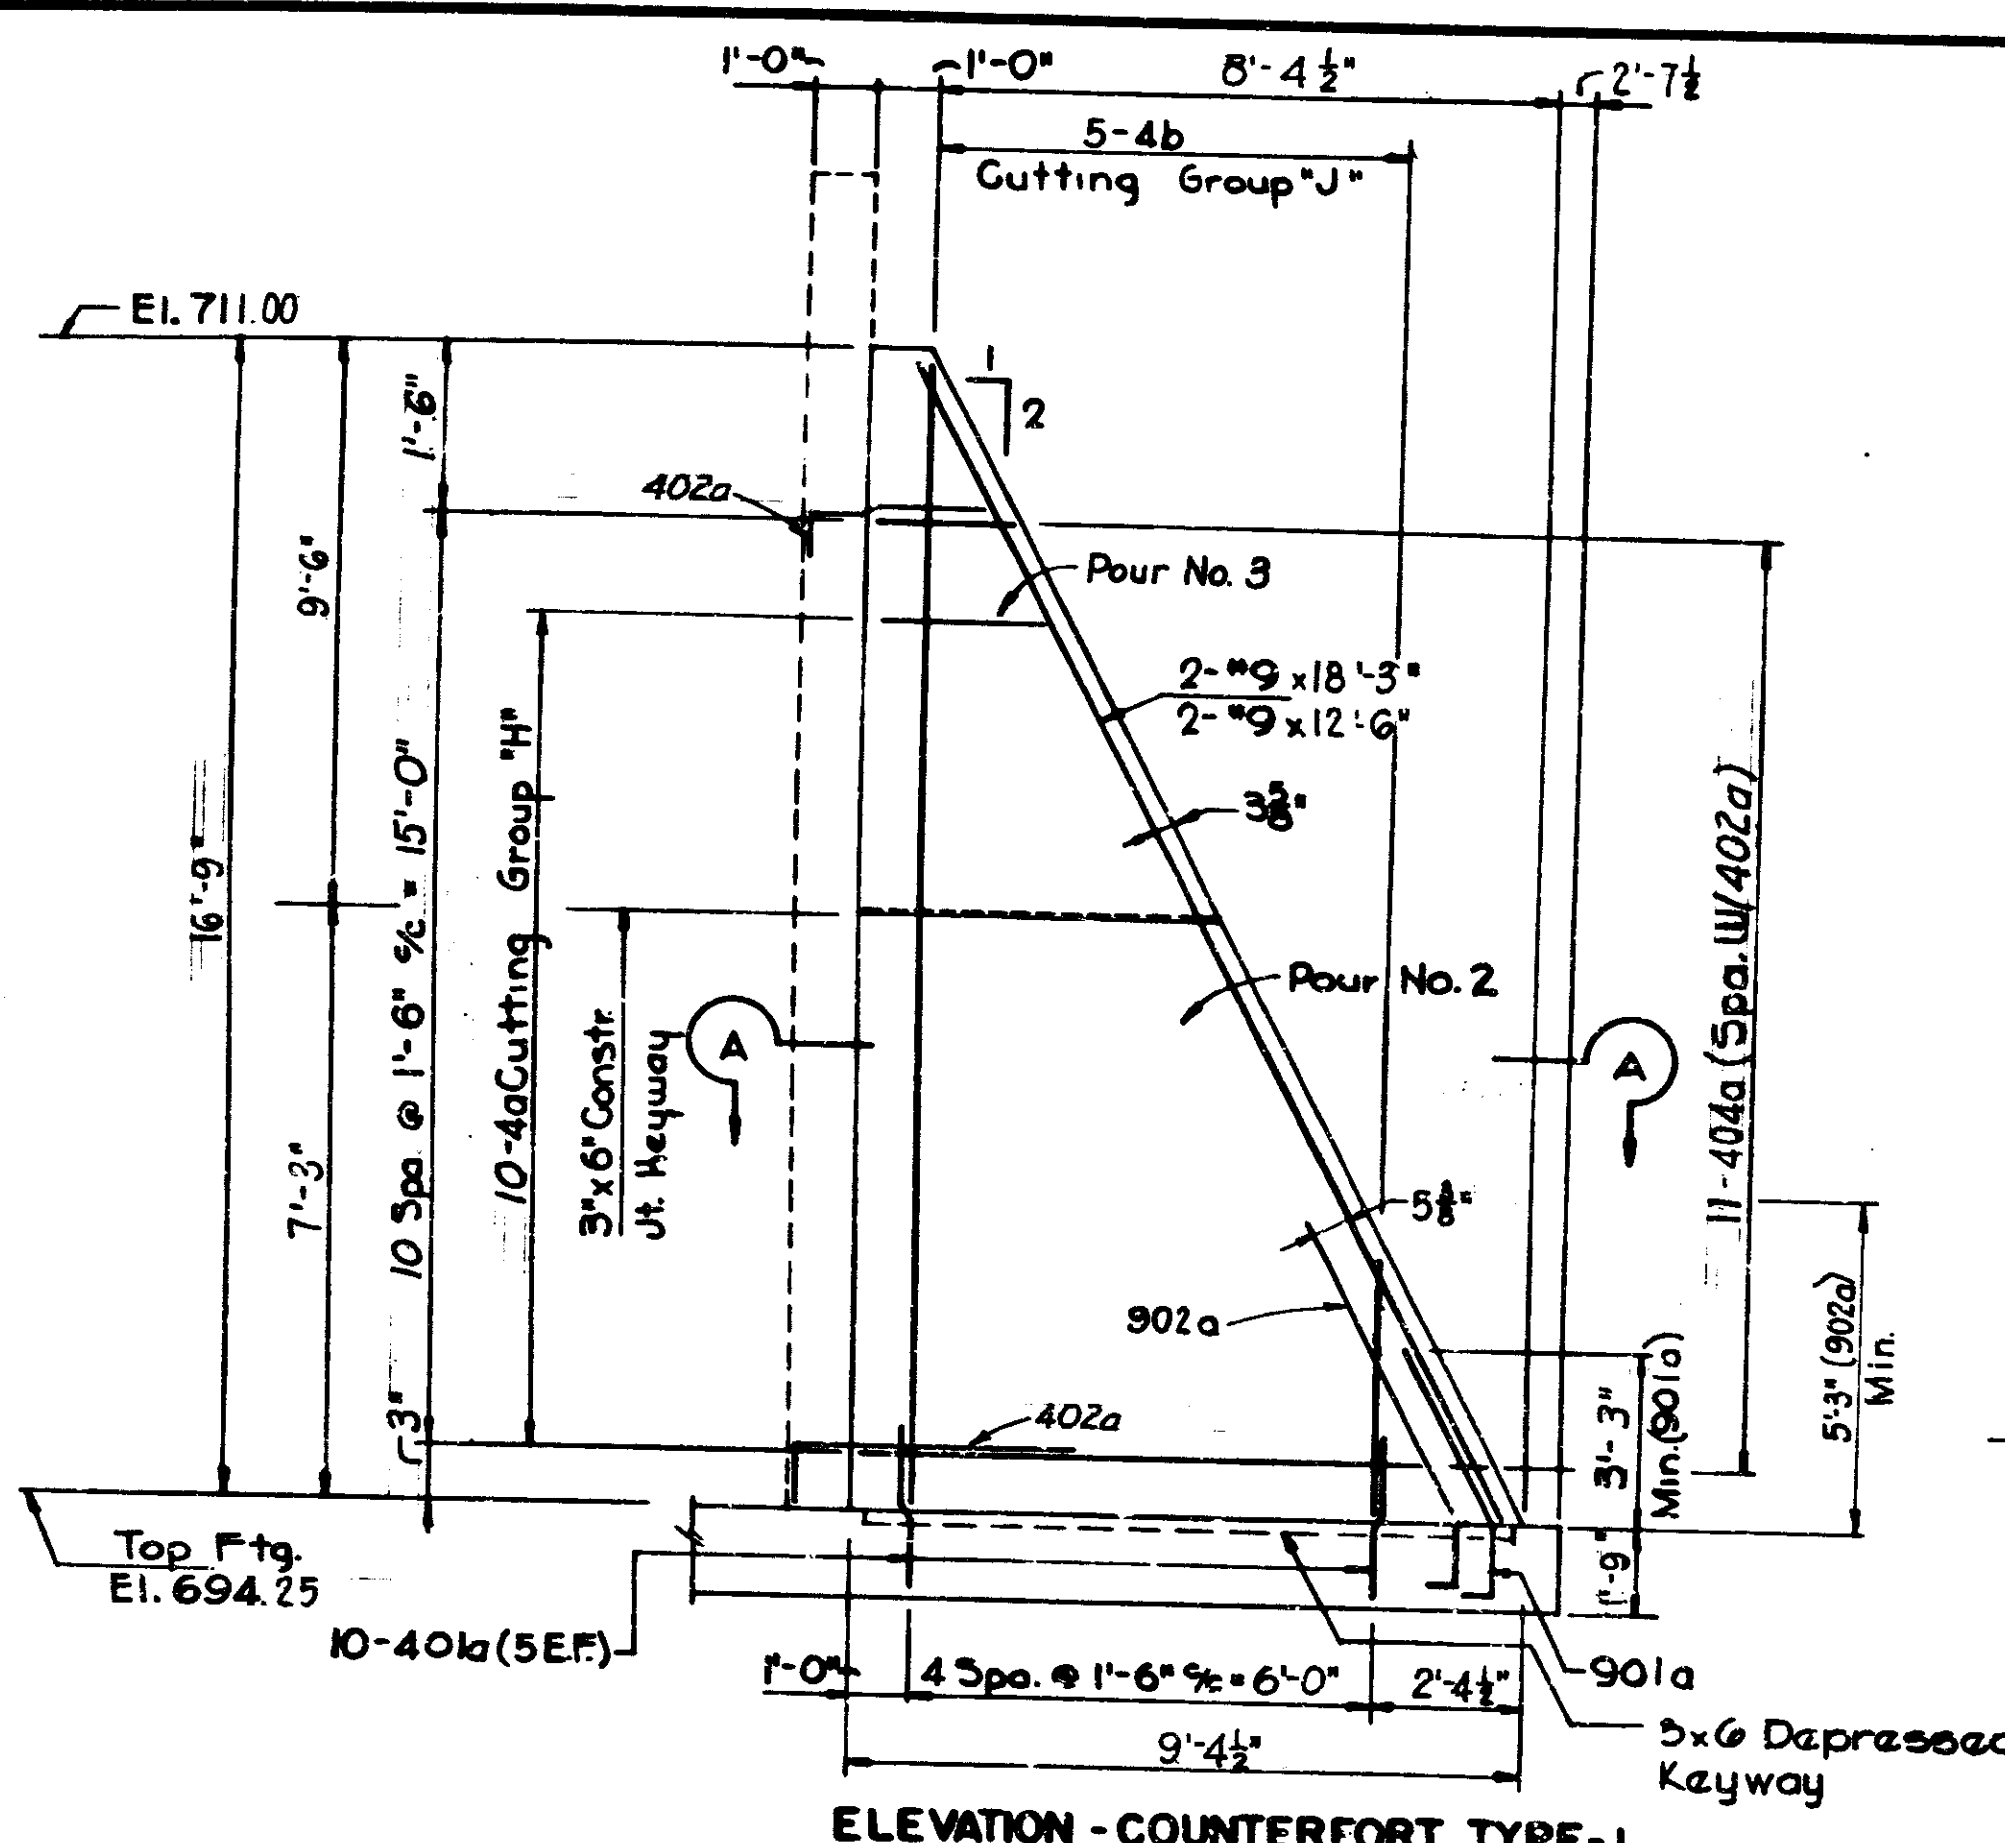 1'-0"
1'-0"
8'-4 1/2"
2'-7 1/2
5-4b
Cutting Group "J"
El. 711.00
1
2
1'-6"
402a
9'-6"
Pour No. 3
2-#9 x 18'-3"
2-#9 x 12'-6"
3 5/8"
16'-9"
10 Spa @ 1'-6" c/c = 15'-0"
10-4a Cutting Group "H"
11-404a (Spa. W/402a)
Pour No. 2
3" x 6" Constr.
Jt. Keyway
A
A
7'-3"
902a
5'-3" (902a)
Min.
3'-3"
Min. (901a)
3"
402a
Top Ftg.
El. 694.25
1'-9"
10-401a (5 E.F.)
1'-0"
4 Spa. @ 1'-6" c/c = 6'-0"
2'-4 1/2"
901a
9'-4 1/2"
3x6 Depressed
Keyway
ELEVATION - COUNTERFORT TYPE-1